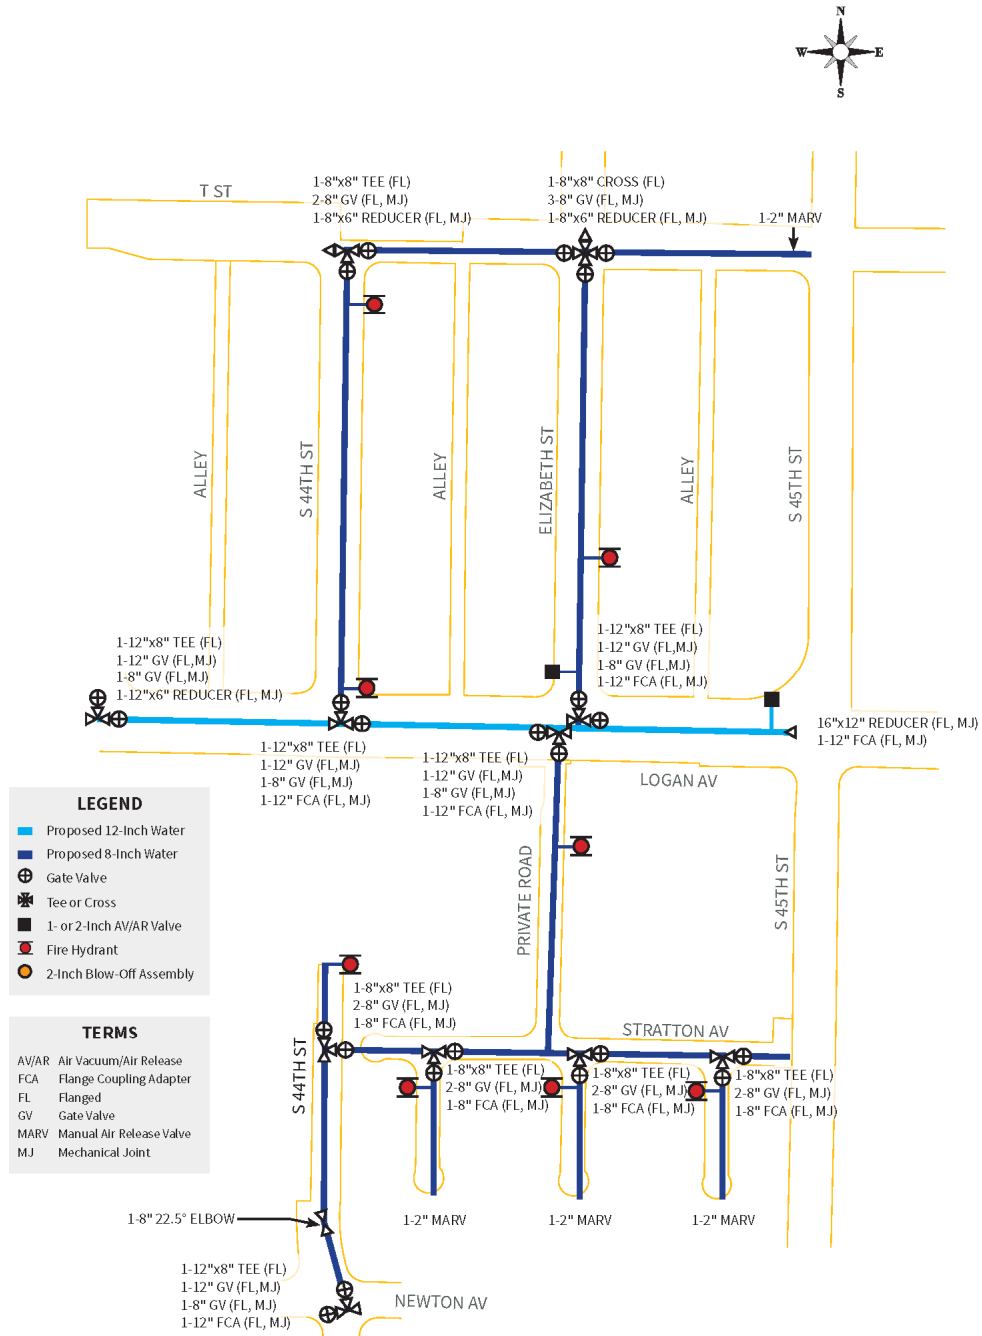 N
W E
S
T ST
1-8"x8" TEE (FL)
2-8" GV (FL, MJ)
1-8"x6" REDUCER (FL, MJ)
1-8"x8" CROSS (FL)
3-8" GV (FL, MJ)
1-8"x6" REDUCER (FL, MJ)
1-2" MARV
ALLEY
S 44TH ST
ALLEY
ELIZABETH ST
ALLEY
S 45TH ST
1-12"x8" TEE (FL)
1-12" GV (FL,MJ)
1-8" GV (FL,MJ)
1-12"x6" REDUCER (FL, MJ)
1-12"x8" TEE (FL)
1-12" GV (FL,MJ)
1-8" GV (FL,MJ)
1-12" FCA (FL, MJ)
16"x12" REDUCER (FL, MJ)
1-12" FCA (FL, MJ)
1-12"x8" TEE (FL)
1-12" GV (FL,MJ)
1-8" GV (FL, MJ)
1-12" FCA (FL, MJ)
1-12"x8" TEE (FL)
1-12" GV (FL,MJ)
1-8" GV (FL, MJ)
1-12" FCA (FL, MJ)
LOGAN AV
LEGEND
Proposed 12-Inch Water
Proposed 8-Inch Water
Gate Valve
Tee or Cross
1- or 2-Inch AV/AR Valve
Fire Hydrant
2-Inch Blow-Off Assembly
PRIVATE ROAD
S 45TH ST
1-8"x8" TEE (FL)
2-8" GV (FL, MJ)
1-8" FCA (FL, MJ)
STRATTON AV
S 44TH ST
TERMS
AV/AR Air Vacuum/Air Release
FCA Flange Coupling Adapter
FL Flanged
GV Gate Valve
MARV Manual Air Release Valve
MJ Mechanical Joint
1-8"x8" TEE (FL)
2-8" GV (FL, MJ)
1-8" FCA (FL, MJ)
1-8"x8" TEE (FL)
2-8" GV (FL, MJ)
1-8" FCA (FL, MJ)
1-8"x8" TEE (FL)
2-8" GV (FL, MJ)
1-8" FCA (FL, MJ)
1-8" 22.5° ELBOW
1-2" MARV
1-2" MARV
1-2" MARV
1-12"x8" TEE (FL)
1-12" GV (FL,MJ)
1-8" GV (FL, MJ)
1-12" FCA (FL, MJ)
NEWTON AV